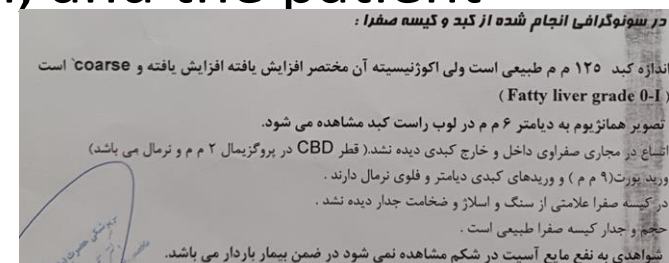 and the patient
در سونوگرافی انجام شده از کبد و کیسه صفرا :
اندازه کبد ۱۲۵ م م طبیعی است ولی اکوژنیسیته آن مختصر افزایش یافته افزایش یافته و coarse است
( Fatty liver grade 0-I )
تصویر همانژیوم به دیامتر ۶ م م در لوب راست کبد مشاهده می شود.
اتساع در مجاری صفراوی داخل و خارج کبدی دیده نشد.( قطر CBD در پروگزیمال ۲ م م و نرمال می باشد)
ورید پورت(۹ م م ) و وریدهای کبدی دیامتر و فلوی نرمال دارند .
در کیسه صفرا علامتی از سنگ و اسلاژ و ضخامت جدار دیده نشد .
حجم و جدار کیسه صفرا طبیعی است .
شواهدی به نفع مایع آسیت در شکم مشاهده نمی شود در ضمن بیمار باردار می باشد.